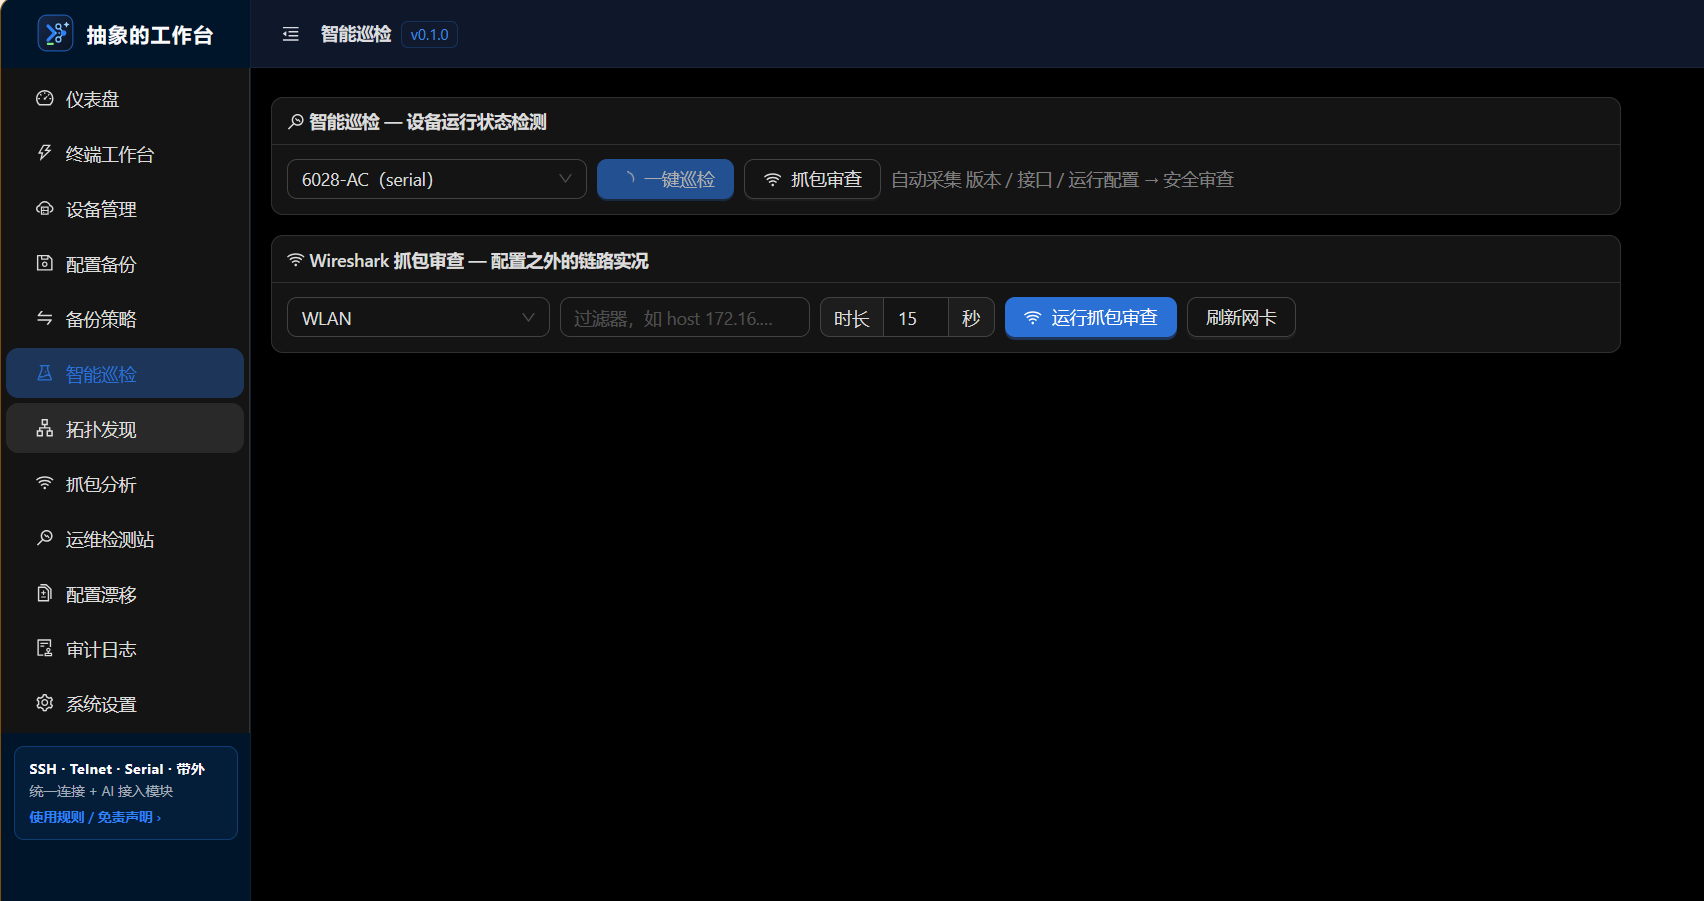 抽象的工作台
智能巡检 v0.1.0
仪表盘
终端工作台
设备管理
配置备份
备份策略
智能巡检
拓扑发现
抓包分析
运维检测站
配置漂移
审计日志
系统设置
SSH · Telnet · Serial · 带外
统一连接 + AI 接入模块
使用规则 / 免责声明 ›
智能巡检 — 设备运行状态检测
6028-AC（serial） 一键巡检 抓包审查 自动采集 版本 / 接口 / 运行配置 → 安全审查
Wireshark 抓包审查 — 配置之外的链路实况
WLAN 过滤器，如 host 172.16.... 时长 15 秒 运行抓包审查 刷新网卡